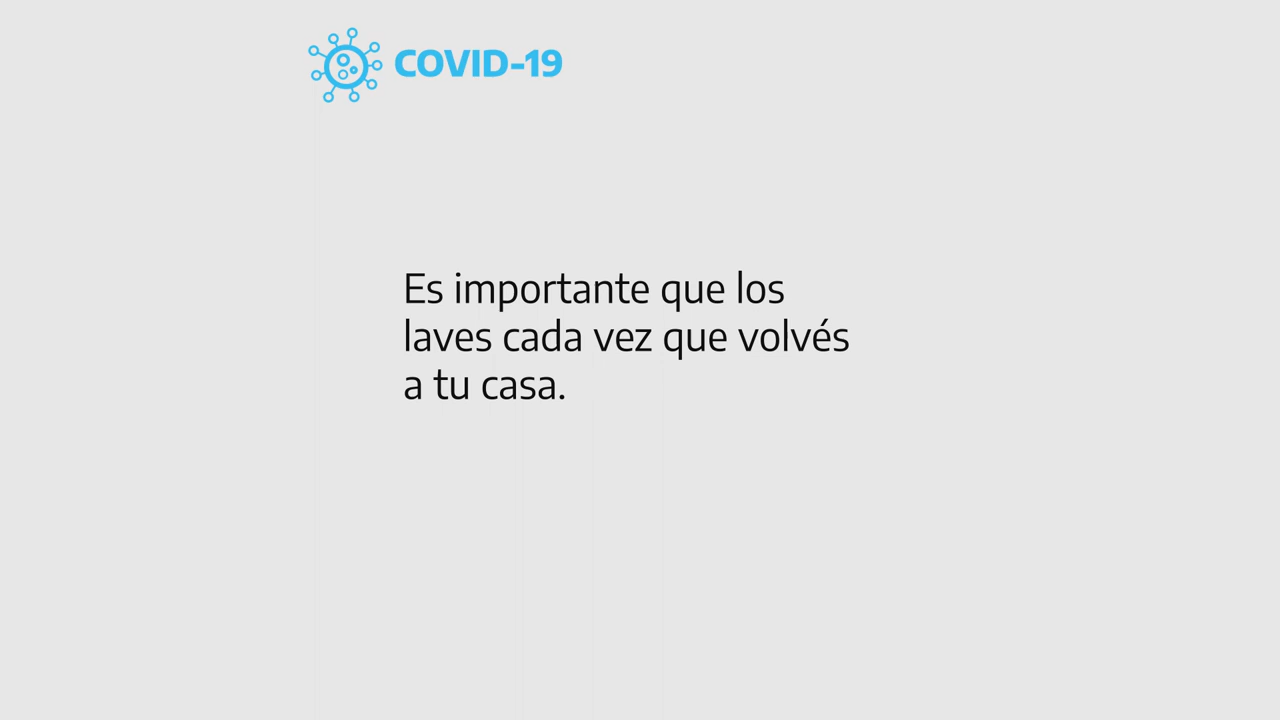 COVID-19
Es importante que los
laves cada vez que volvés
a tu casa.